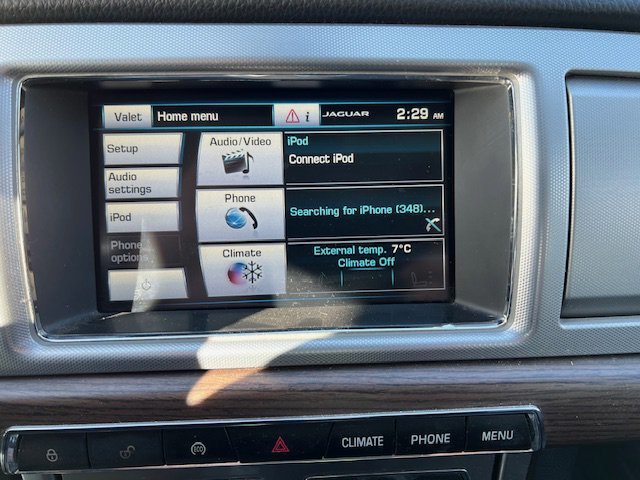 Valet Home menu i JAGUAR 2:29 AM
Setup
Audio
settings
iPod
Phone
options
Audio/Video
Phone
Climate
iPod
Connect iPod
Searching for iPhone (348)...
External temp. 7°C
Climate Off
ECO CLIMATE PHONE MENU